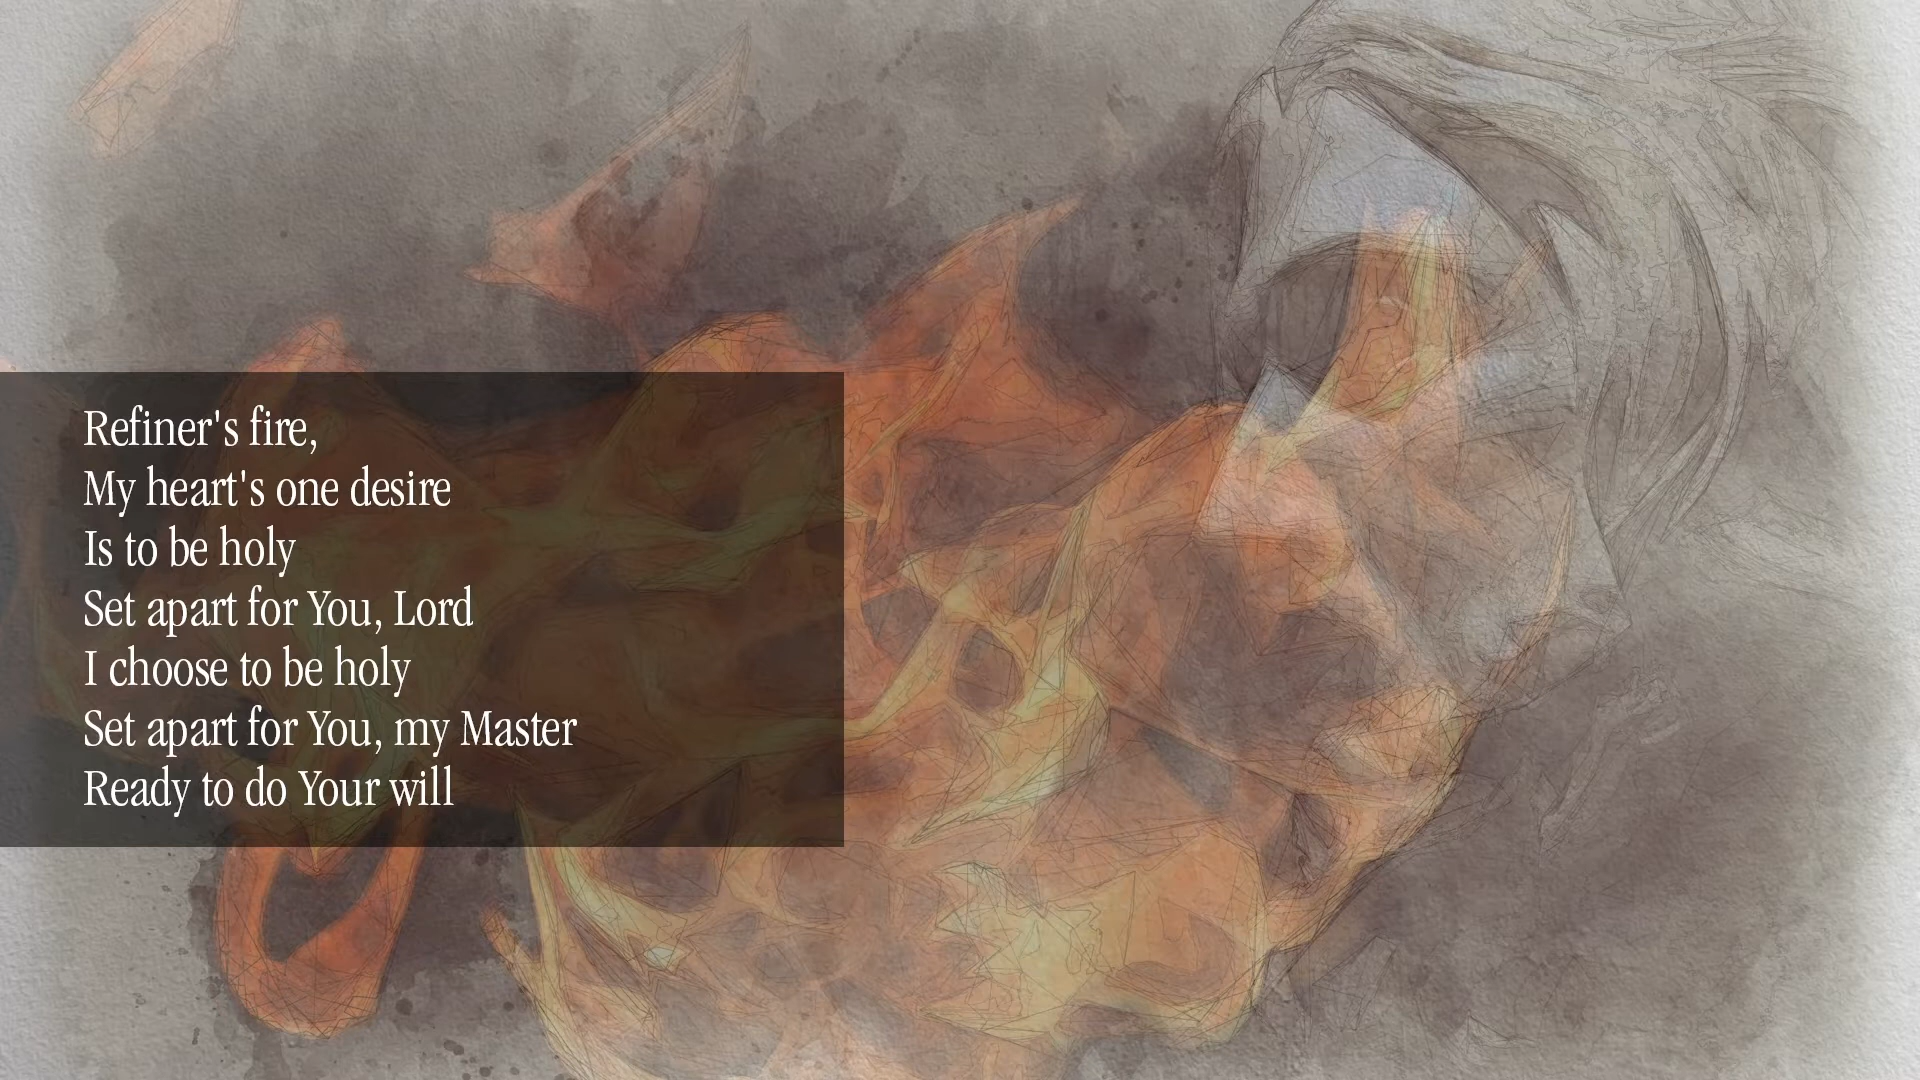 Refiner's fire,
My heart's one desire
Is to be holy
Set apart for You, Lord
I choose to be holy
Set apart for You, my Master
Ready to do Your will